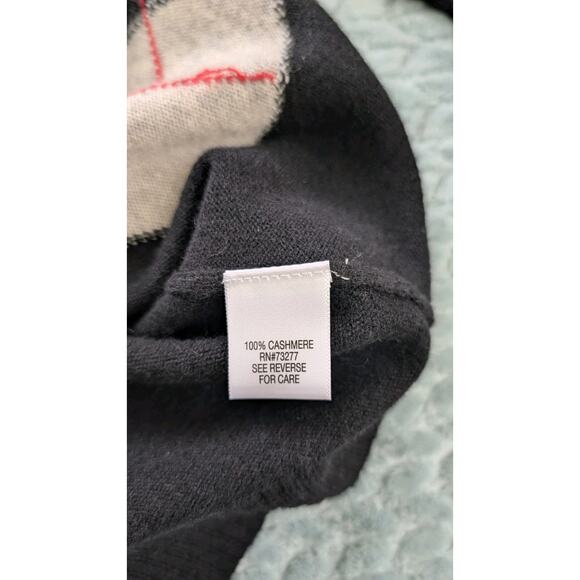 100% CASHMERE
RN#73277
SEE REVERSE
FOR CARE